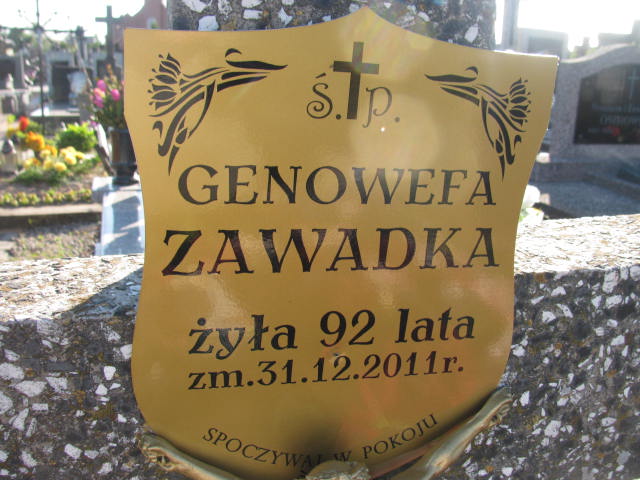 ś.✝p.
GENOWEFA
ZAWADKA
żyła 92 lata
zm.31.12.2011r.
SPOCZYWAJ W POKOJU